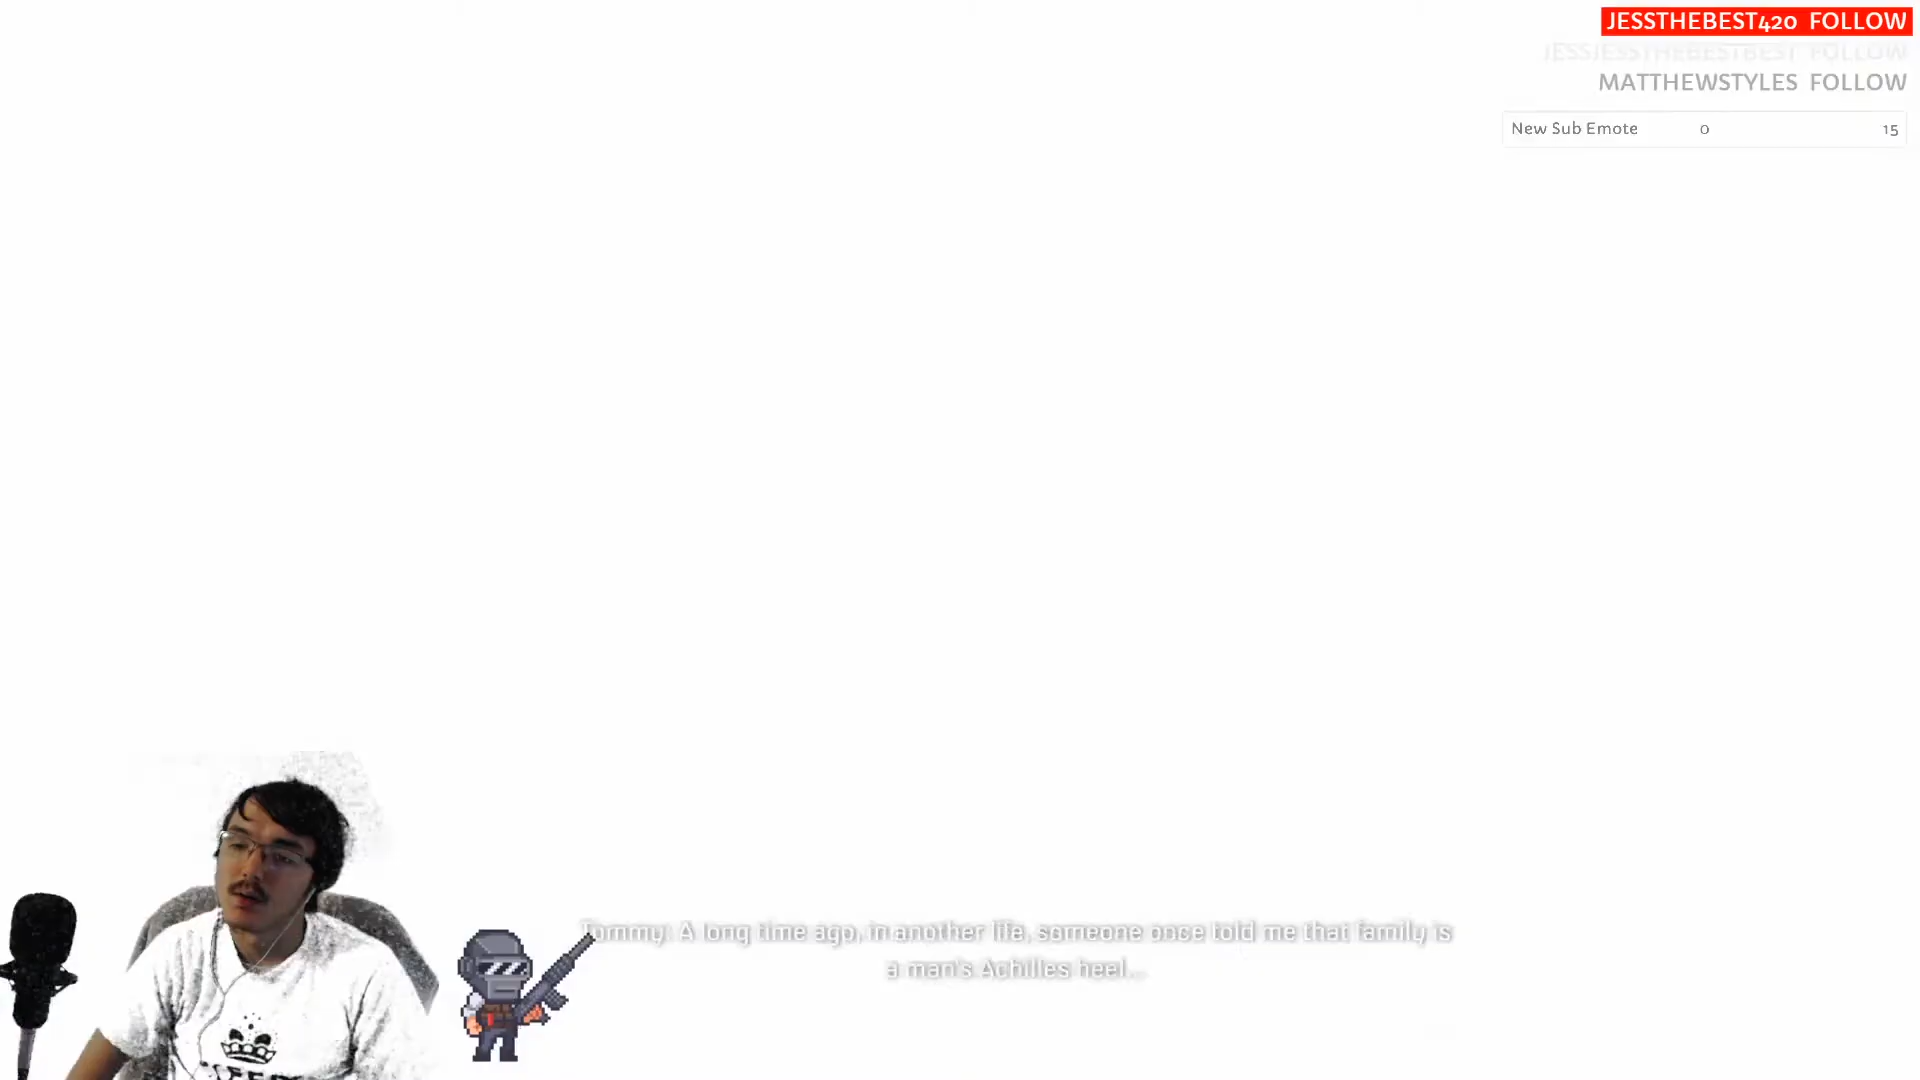 JESSTHEBEST420 FOLLOW
FOLLOW
MATTHEWSTYLES FOLLOW
New Sub Emote 0 15
Tommy: A long time ago, in another life, someone once told me that family is
a man's Achilles heel...